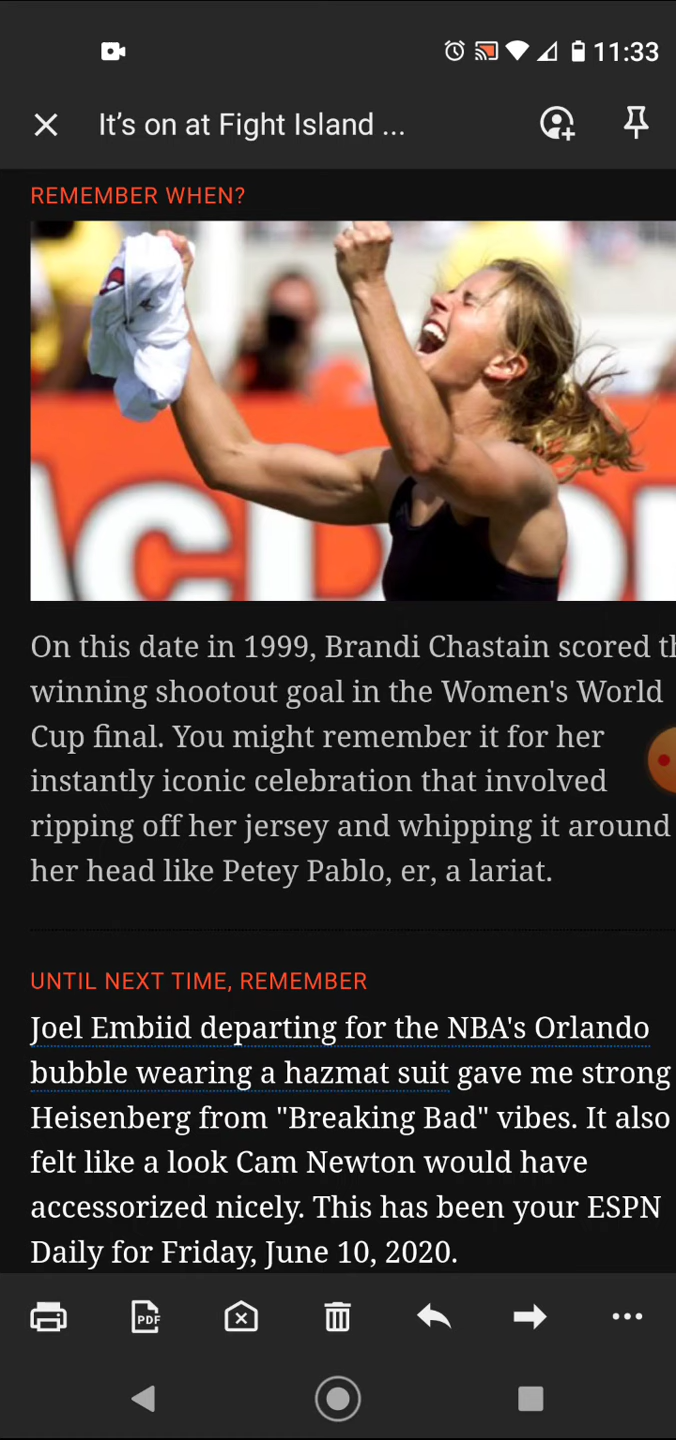 11:33
It's on at Fight Island ...
REMEMBER WHEN?
On this date in 1999, Brandi Chastain scored th
winning shootout goal in the Women's World
Cup final. You might remember it for her
instantly iconic celebration that involved
ripping off her jersey and whipping it around
her head like Petey Pablo, er, a lariat.
UNTIL NEXT TIME, REMEMBER
Joel Embiid departing for the NBA's Orlando
bubble wearing a hazmat suit gave me strong
Heisenberg from "Breaking Bad" vibes. It also
felt like a look Cam Newton would have
accessorized nicely. This has been your ESPN
Daily for Friday, June 10, 2020.
PDF